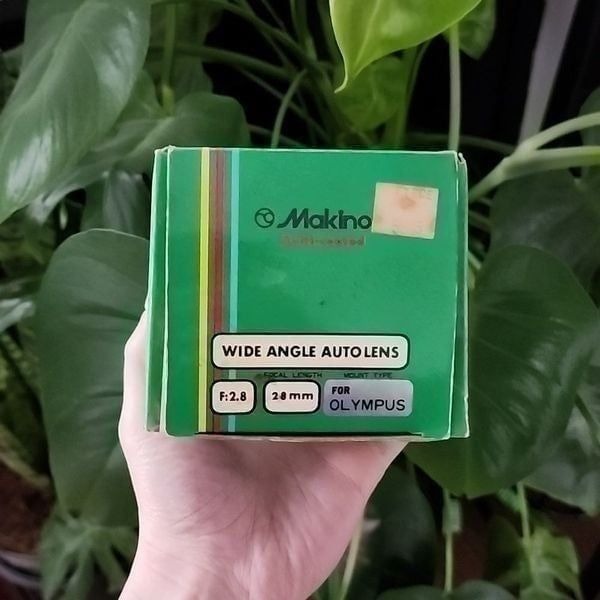 Makino
Multi-coated
WIDE ANGLE AUTO LENS
FOCAL LENGTH MOUNT TYPE
F:2.8 28mm FOR
OLYMPUS